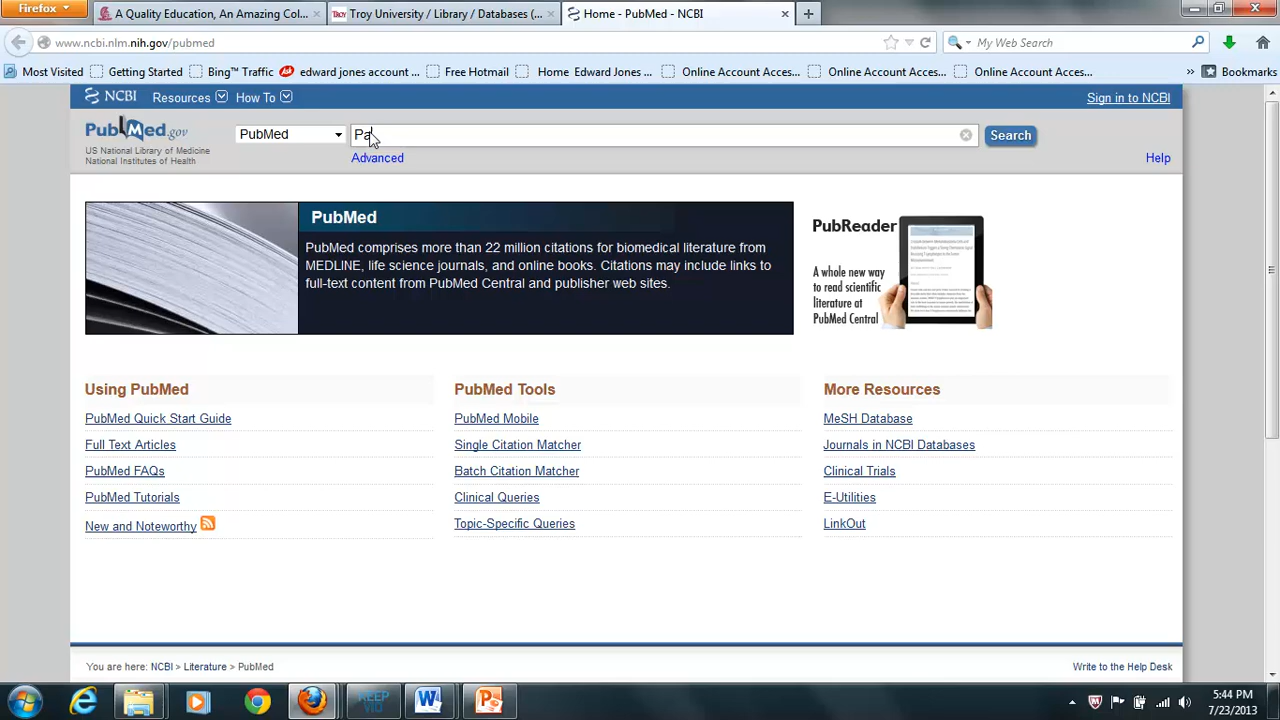 Firefox
A Quality Education, An Amazing Col...
Troy University / Library / Databases (...
Home - PubMed - NCBI
www.ncbi.nlm.nih.gov/pubmed
My Web Search
Most Visited
Getting Started
Bing™ Traffic
edward jones account ...
Free Hotmail
Home Edward Jones ...
Online Account Acces...
Online Account Acces...
Online Account Acces...
»
Bookmarks
NCBI
Resources
How To
Sign in to NCBI
PubMed.gov
US National Library of Medicine
National Institutes of Health
PubMed
Pa
Search
Advanced
Help
PubMed
PubMed comprises more than 22 million citations for biomedical literature from
MEDLINE, life science journals, and online books. Citations may include links to
full-text content from PubMed Central and publisher web sites.
PubReader
A whole new way
to read scientific
literature at
PubMed Central
Using PubMed
PubMed Quick Start Guide
Full Text Articles
PubMed FAQs
PubMed Tutorials
New and Noteworthy
PubMed Tools
PubMed Mobile
Single Citation Matcher
Batch Citation Matcher
Clinical Queries
Topic-Specific Queries
More Resources
MeSH Database
Journals in NCBI Databases
Clinical Trials
E-Utilities
LinkOut
You are here: NCBI > Literature > PubMed
Write to the Help Desk
KEEP
VID
5:44 PM
7/23/2013